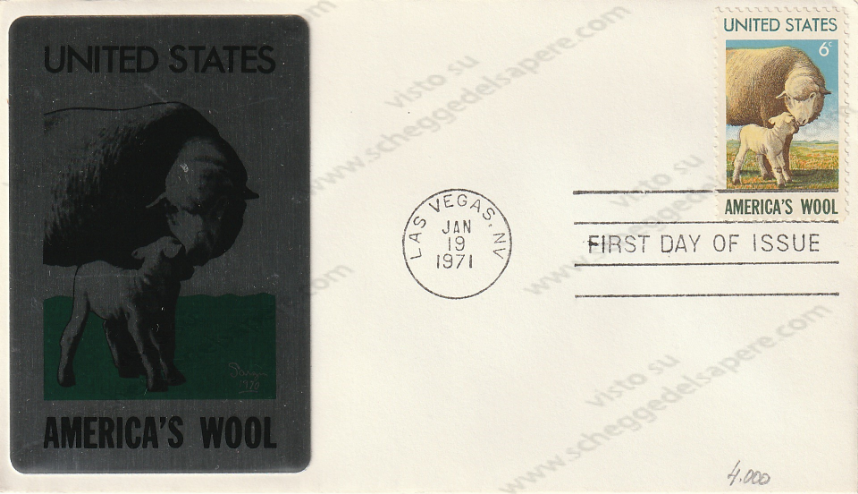 UNITED STATES
AMERICA'S WOOL
UNITED STATES
6c
AMERICA'S WOOL
LAS VEGAS, NV
JAN
19
1971
FIRST DAY OF ISSUE
4.000
visto su
www.scheggedelsapere.com
visto su
www.scheggedelsapere.com
visto su
www.scheggedelsapere.com